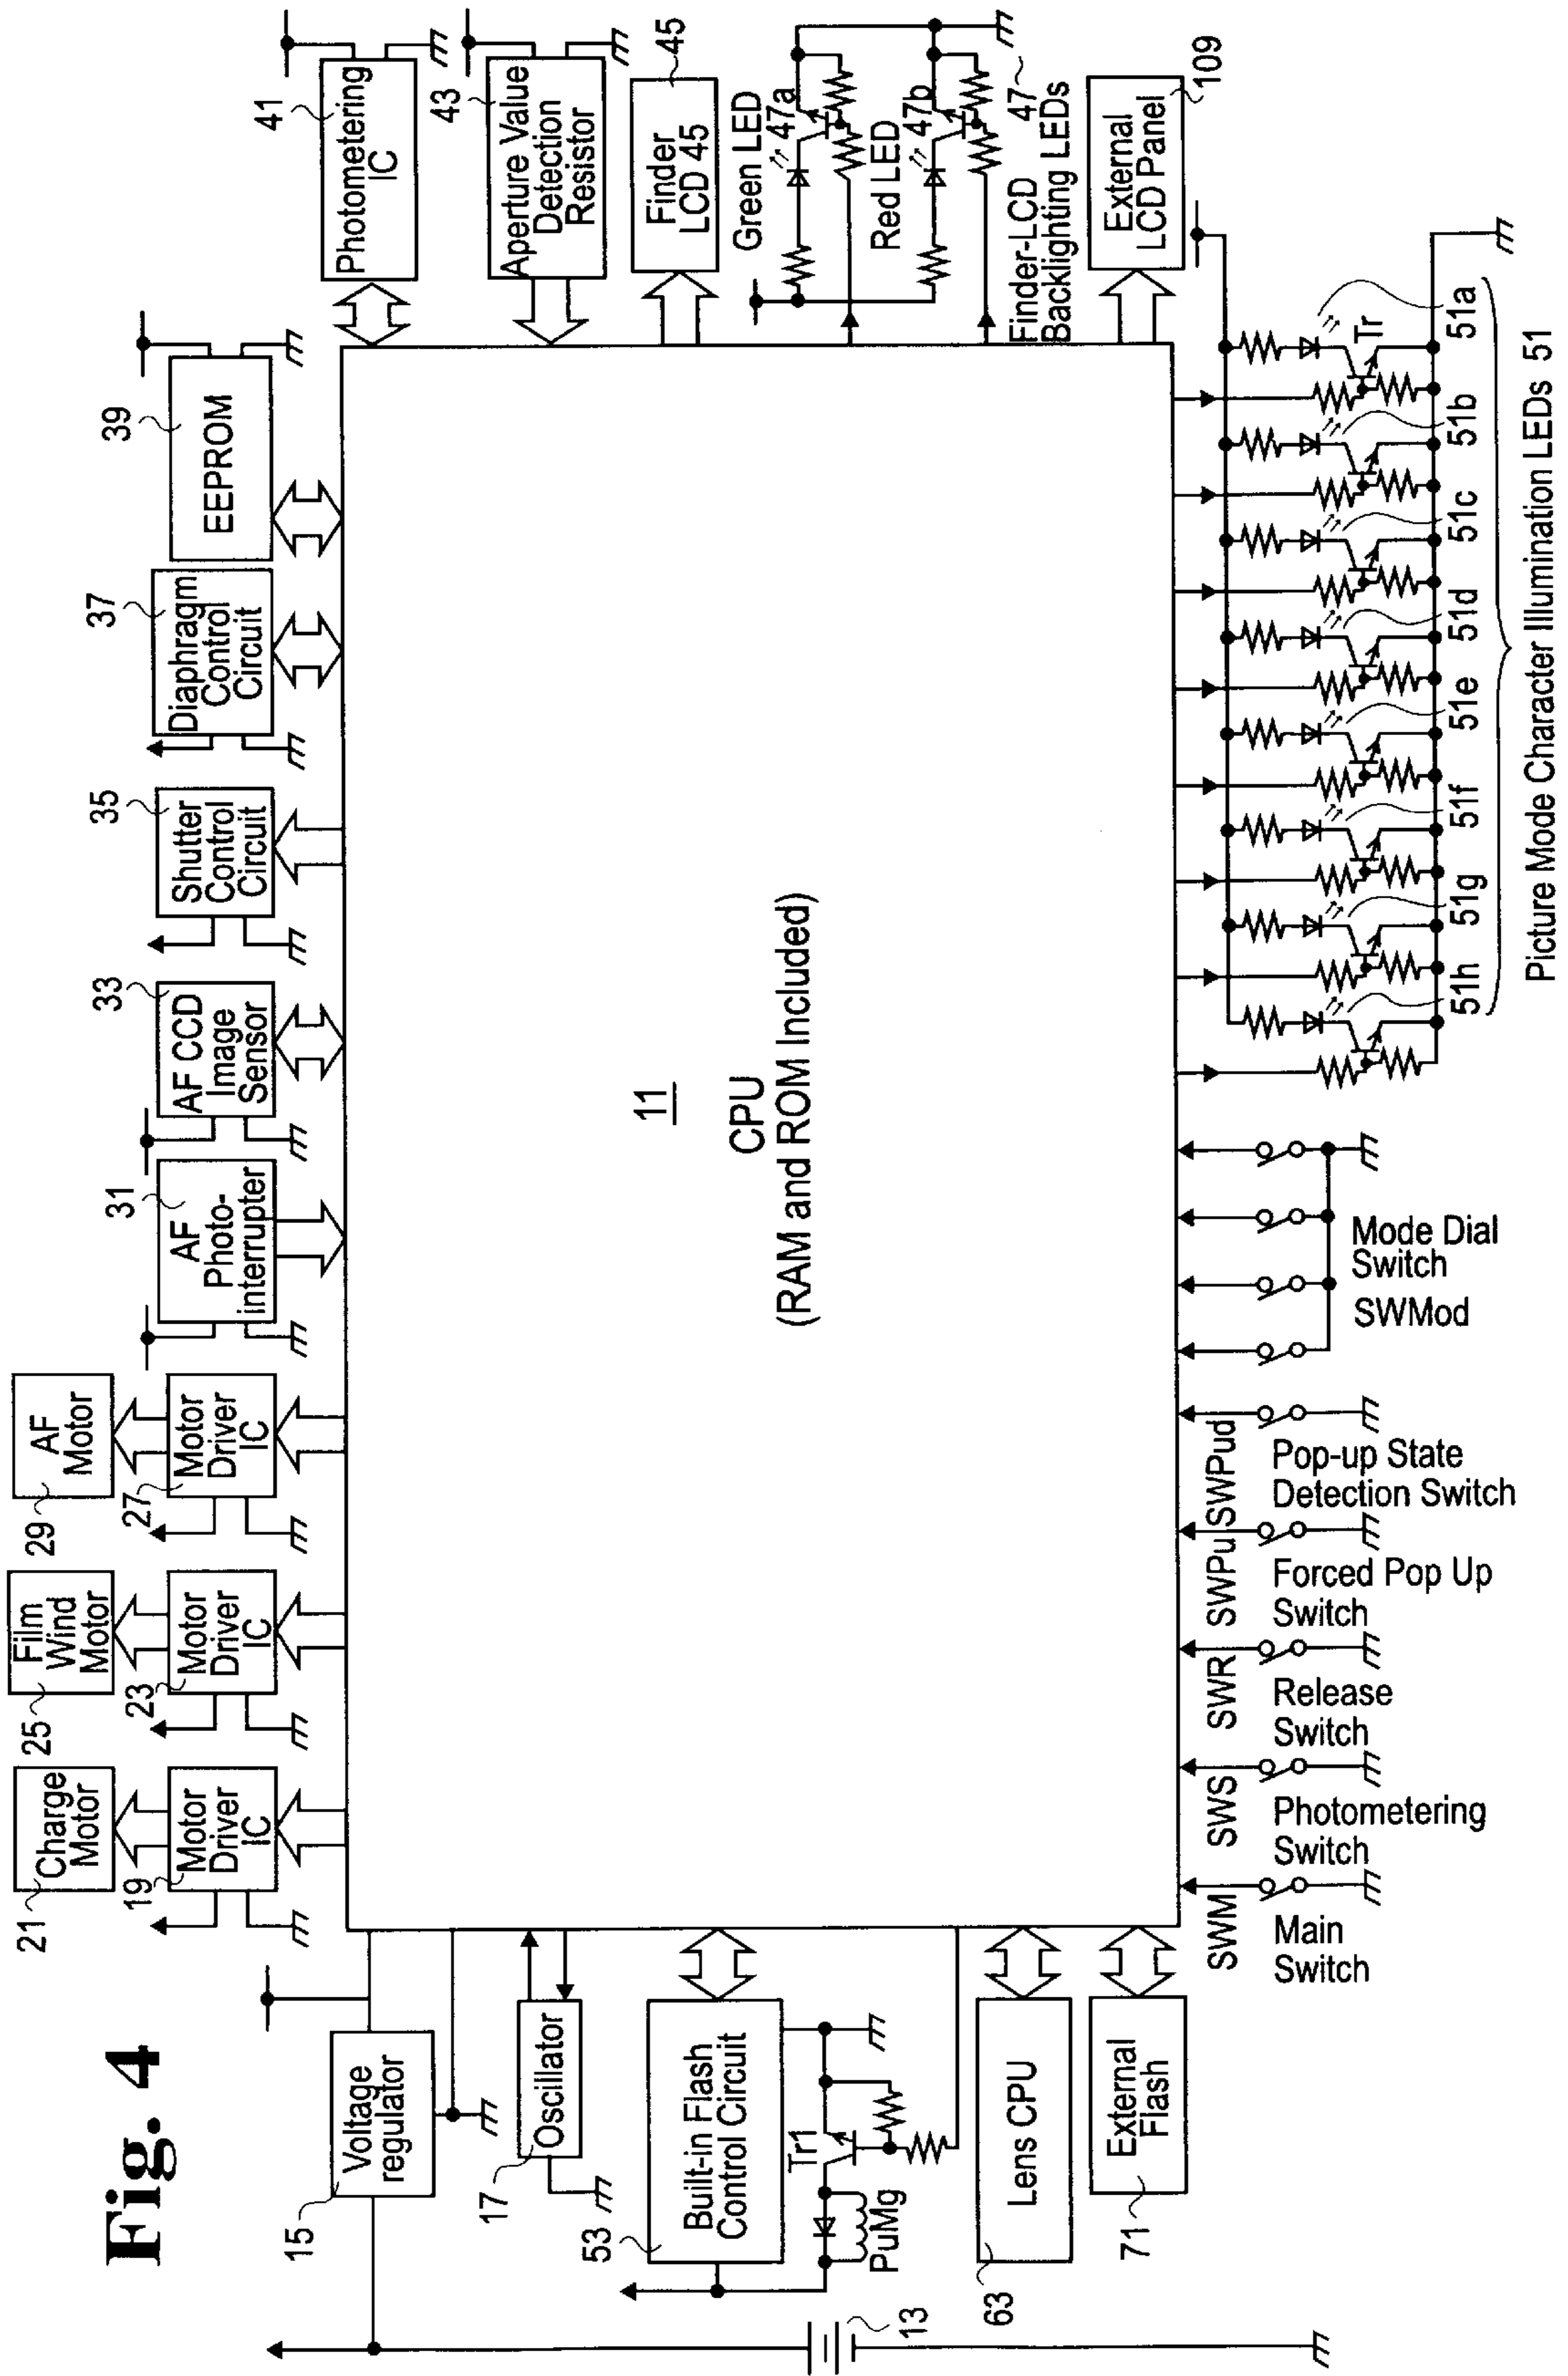 Fig. 4
21
Charge
Motor
25
Film
Wind
Motor
29
AF
Motor
19
Motor
Driver
IC
23
Motor
Driver
IC
27
Motor
Driver
IC
31
AF
Photo-
interrupter
33
AF CCD
Image
Sensor
35
Shutter
Control
Circuit
37
Diaphragm
Control
Circuit
39
EEPROM
41
Photometering
IC
43
Aperture Value
Detection
Resistor
45
Finder
LCD 45
Green LED
47a
Red LED
47b
47
Finder-LCD
Backlighting LEDs
109
External
LCD Panel
15
Voltage
regulator
17
Oscillator
53
Built-in Flash
Control Circuit
Tr1
PuMg
13
63
Lens CPU
71
External
Flash
11
CPU
(RAM and ROM Included)
SWM
Main
Switch
SWS
Photometering
Switch
SWR
Release
Switch
SWPu
Forced Pop Up
Switch
SWPud
Pop-up State
Detection Switch
Mode Dial
Switch
SWMod
Tr
51h
51g
51f
51e
51d
51c
51b
51a
Picture Mode Character Illumination LEDs 51